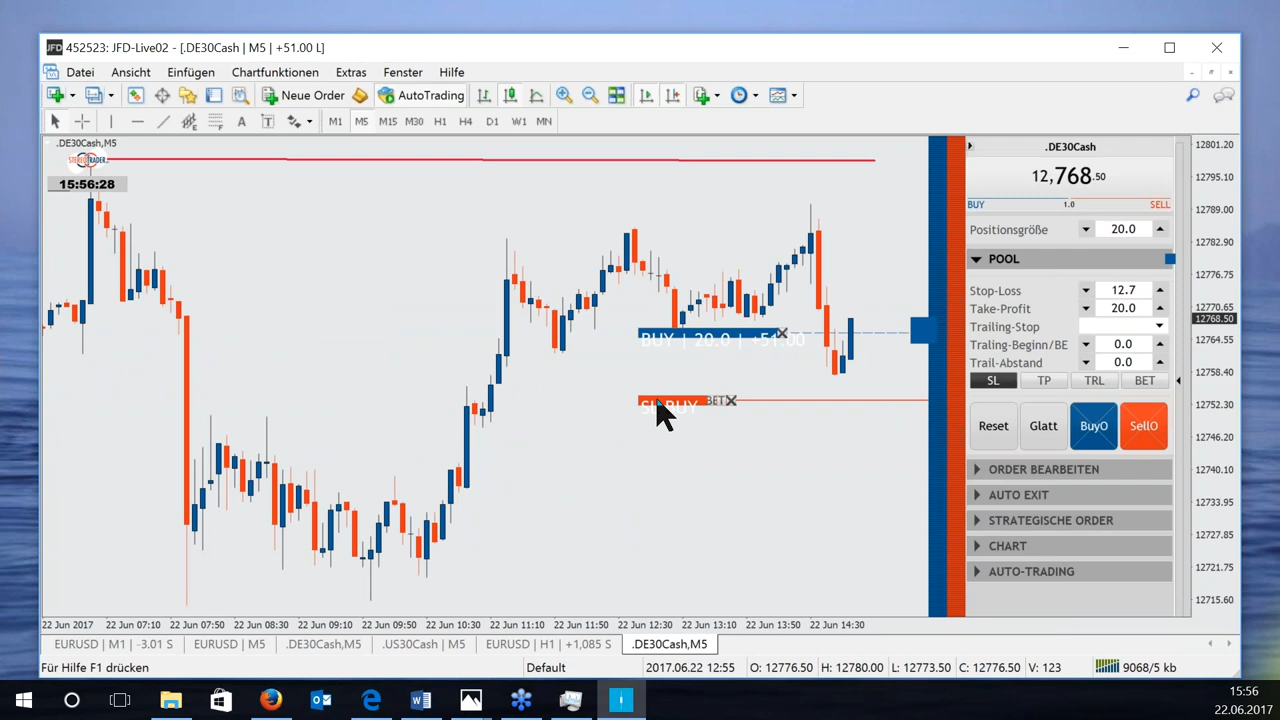 JFD 452523: JFD-Live02 - [.DE30Cash | M5 | +51.00 L]
Datei Ansicht Einfügen Chartfunktionen Extras Fenster Hilfe
Neue Order AutoTrading
A T M1 M5 M15 M30 H1 H4 D1 W1 MN
.DE30Cash,M5
STEREOTRADER
15:56:28
BUY | 20.0 | +51.00
SL BUY BET
.DE30Cash
12,768.50
BUY 1.0 SELL
Positionsgröße 20.0
POOL
Stop-Loss 12.7
Take-Profit 20.0
Trailing-Stop
Traling-Beginn/BE 0.0
Trail-Abstand 0.0
SL TP TRL BET
Reset Glatt BuyO SellO
ORDER BEARBEITEN
AUTO EXIT
STRATEGISCHE ORDER
CHART
AUTO-TRADING
12801.20
12795.10
12789.00
12782.90
12776.75
12770.65
12768.50
12764.55
12758.40
12752.30
12746.20
12740.10
12733.95
12727.85
12721.75
12715.60
22 Jun 2017 22 Jun 07:10 22 Jun 07:50 22 Jun 08:30 22 Jun 09:10 22 Jun 09:50 22 Jun 10:30 22 Jun 11:10 22 Jun 11:50 22 Jun 12:30 22 Jun 13:10 22 Jun 13:50 22 Jun 14:30
EURUSD | M1 | -3.01 S EURUSD | M5 .DE30Cash,M5 .US30Cash | M5 EURUSD | H1 | +1,085 S .DE30Cash,M5
Für Hilfe F1 drücken Default 2017.06.22 12:55 O: 12776.50 H: 12780.00 L: 12773.50 C: 12776.50 V: 123 9068/5 kb
15:56
22.06.2017